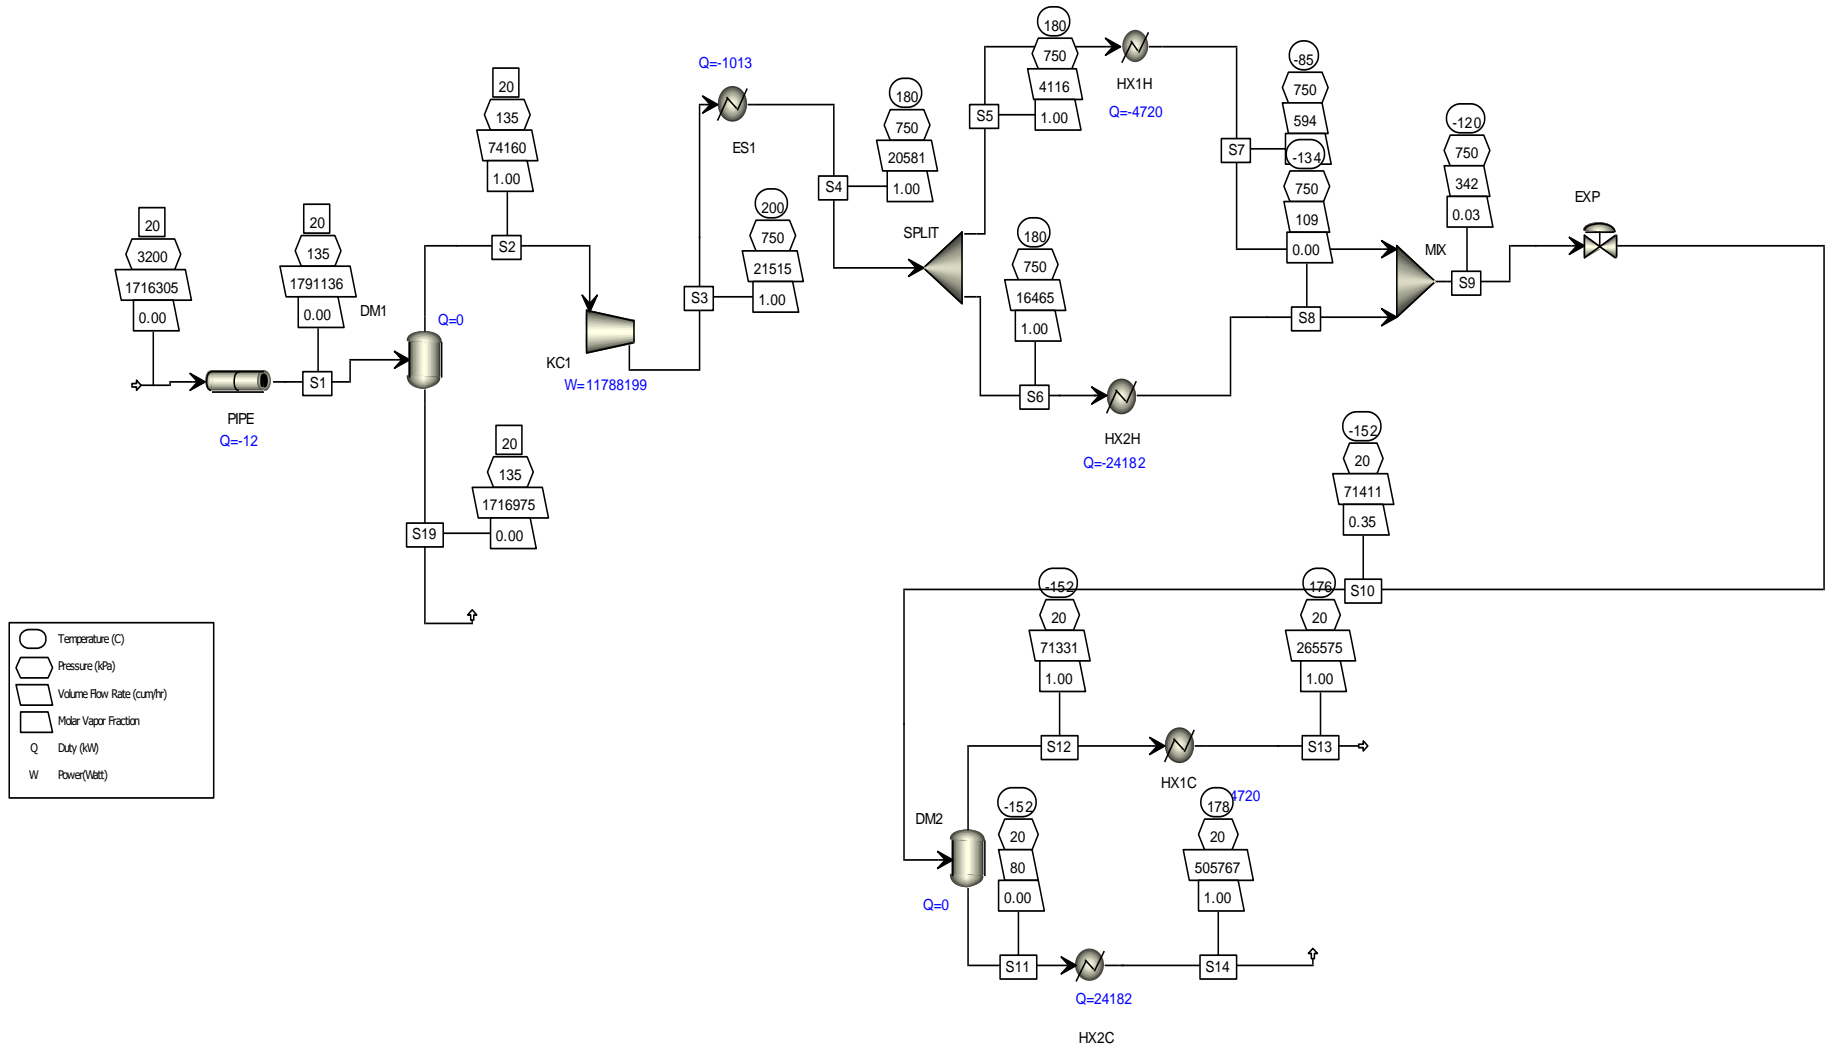 180
750
4116
1.00
S5
HX1H
Q=-4720
-85
750
594
S7
-134
750
109
0.00
S8
Q=-1013
ES1
180
750
20581
1.00
S4
20
135
74160
1.00
S2
200
750
21515
1.00
S3
-120
750
342
0.03
S9
MIX
EXP
SPLIT
180
750
16465
1.00
S6
HX2H
Q=-24182
20
3200
1716305
0.00
20
135
1791136
0.00
S1
DM1
Q=0
PIPE
Q=-12
KC1
W=11788199
20
135
1716975
0.00
S19
-152
20
71411
0.35
S10
-152
20
71331
1.00
S12
176
20
265575
1.00
S13
HX1C
4720
DM2
Q=0
-152
20
80
0.00
S11
178
20
505767
1.00
S14
Q=24182
HX2C
Temperature (C)
Pressure (kPa)
Volume Flow Rate (cum/hr)
Molar Vapor Fraction
Q Duty (kW)
W Power(Watt)